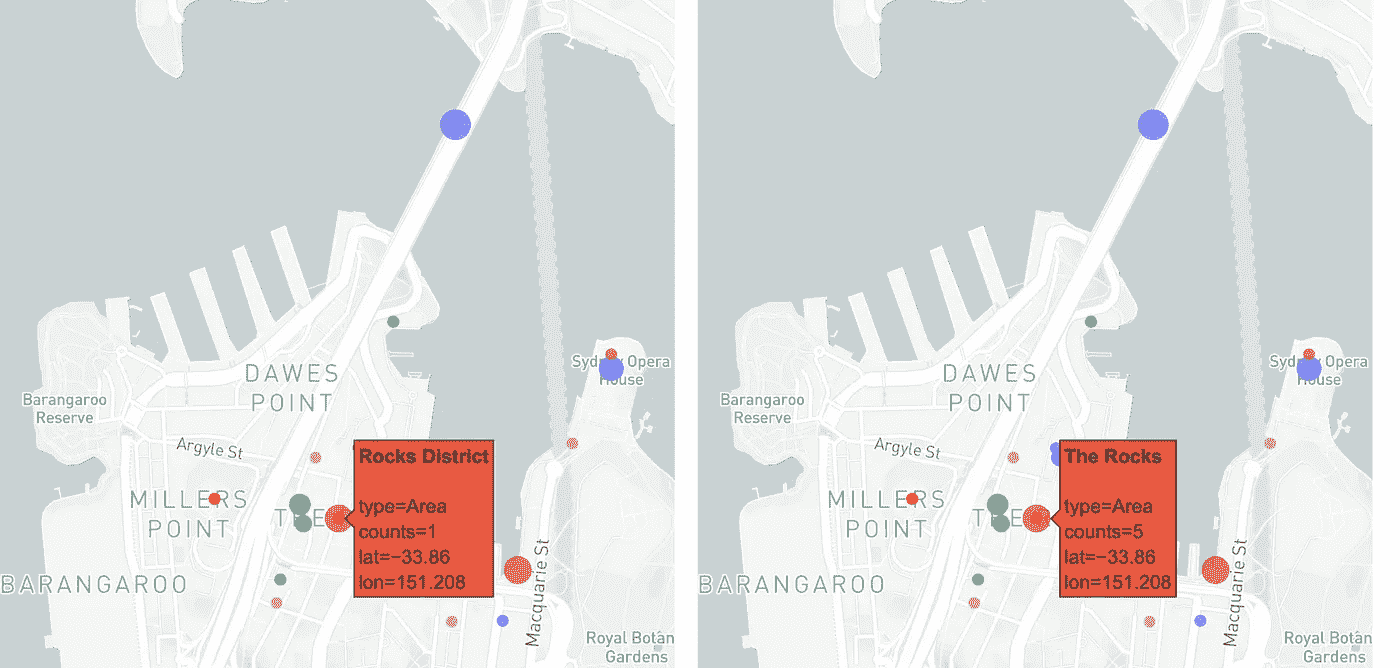 DAWES
POINT
Barangaroo
Reserve
Argyle St
Sydney Opera
House
MILLERS
POINT
Rocks District
type=Area
counts=1
lat=−33.86
lon=151.208
BARANGAROO
Macquarie St
Royal Botan
Gardens
DAWES
POINT
Barangaroo
Reserve
Argyle St
Sydney Opera
House
MILLERS
POINT
The Rocks
type=Area
counts=5
lat=−33.86
lon=151.208
BARANGAROO
Macquarie St
Royal Botan
Gardens